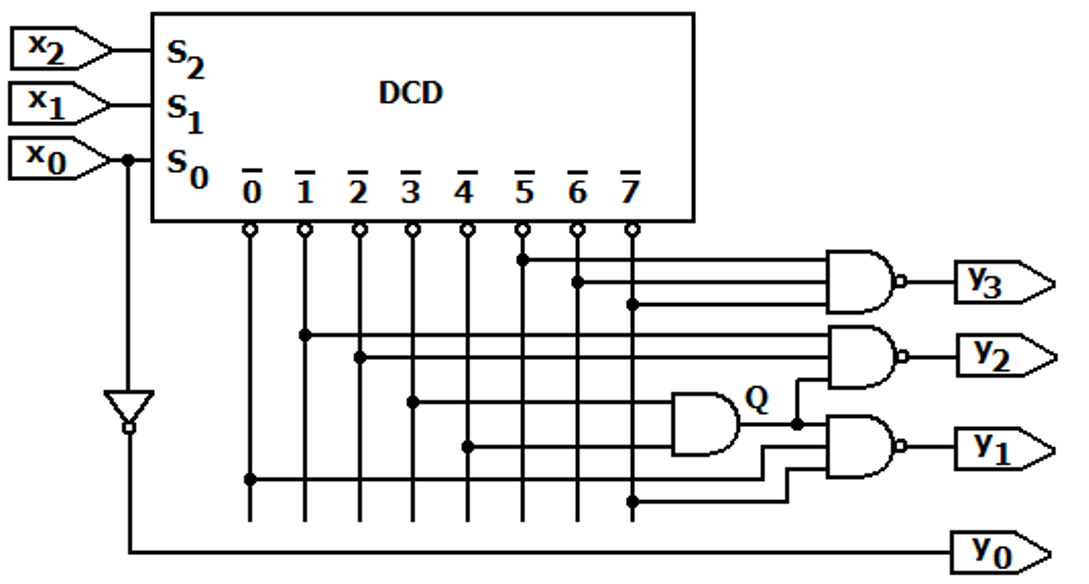 x₂
S₂
DCD
x₁
S₁
x₀
S₀
0̅ 1̅ 2̅ 3̅ 4̅ 5̅ 6̅ 7̅
y₃
y₂
Q
y₁
y₀